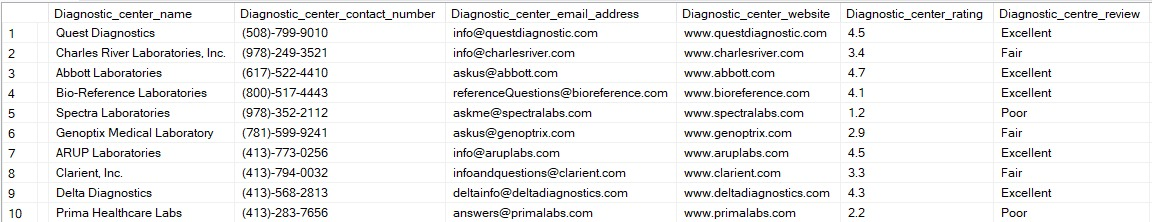 Diagnostic_center_name Diagnostic_center_contact_number Diagnostic_center_email_address Diagnostic_center_website Diagnostic_center_rating Diagnostic_centre_review
1 Quest Diagnostics (508)-799-9010 info@questdiagnostic.com www.questdiagnostic.com 4.5 Excellent
2 Charles River Laboratories, Inc. (978)-249-3521 info@charlesriver.com www.charlesriver.com 3.4 Fair
3 Abbott Laboratories (617)-522-4410 askus@abbott.com www.abbott.com 4.7 Excellent
4 Bio-Reference Laboratories (800)-517-4443 referenceQuestions@bioreference.com www.bioreference.com 4.1 Excellent
5 Spectra Laboratories (978)-352-2112 askme@spectralabs.com www.spectralabs.com 1.2 Poor
6 Genoptix Medical Laboratory (781)-599-9241 askus@genoptrix.com www.genoptrix.com 2.9 Fair
7 ARUP Laboratories (413)-773-0256 info@aruplabs.com www.aruplabs.com 4.5 Excellent
8 Clarient, Inc. (413)-794-0032 infoandquestions@clarient.com www.clarient.com 3.3 Fair
9 Delta Diagnostics (413)-568-2813 deltainfo@deltadiagnostics.com www.deltadiagnostics.com 4.3 Excellent
10 Prima Healthcare Labs (413)-283-7656 answers@primalabs.com www.primalabs.com 2.2 Poor